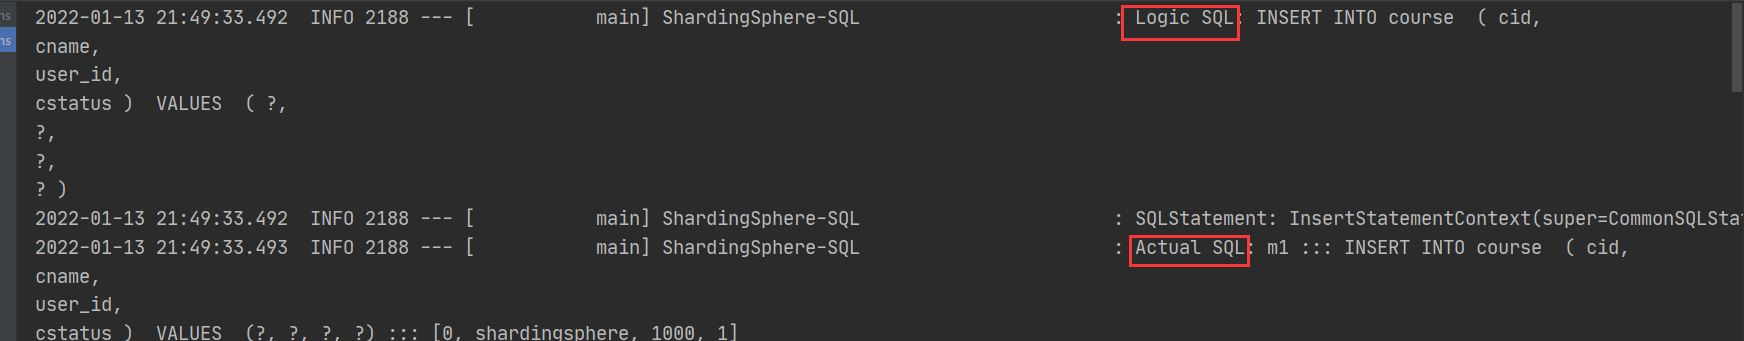 ns
2022-01-13 21:49:33.492  INFO 2188 --- [           main] ShardingSphere-SQL                       : Logic SQL: INSERT INTO course  ( cid,
ns
cname,
user_id,
cstatus )  VALUES  ( ?,
?,
?,
? )
2022-01-13 21:49:33.492  INFO 2188 --- [           main] ShardingSphere-SQL                       : SQLStatement: InsertStatementContext(super=CommonSQLStat
2022-01-13 21:49:33.493  INFO 2188 --- [           main] ShardingSphere-SQL                       : Actual SQL: m1 ::: INSERT INTO course  ( cid,
cname,
user_id,
cstatus )  VALUES  (?, ?, ?, ?) ::: [0, shardingsphere, 1000, 1]